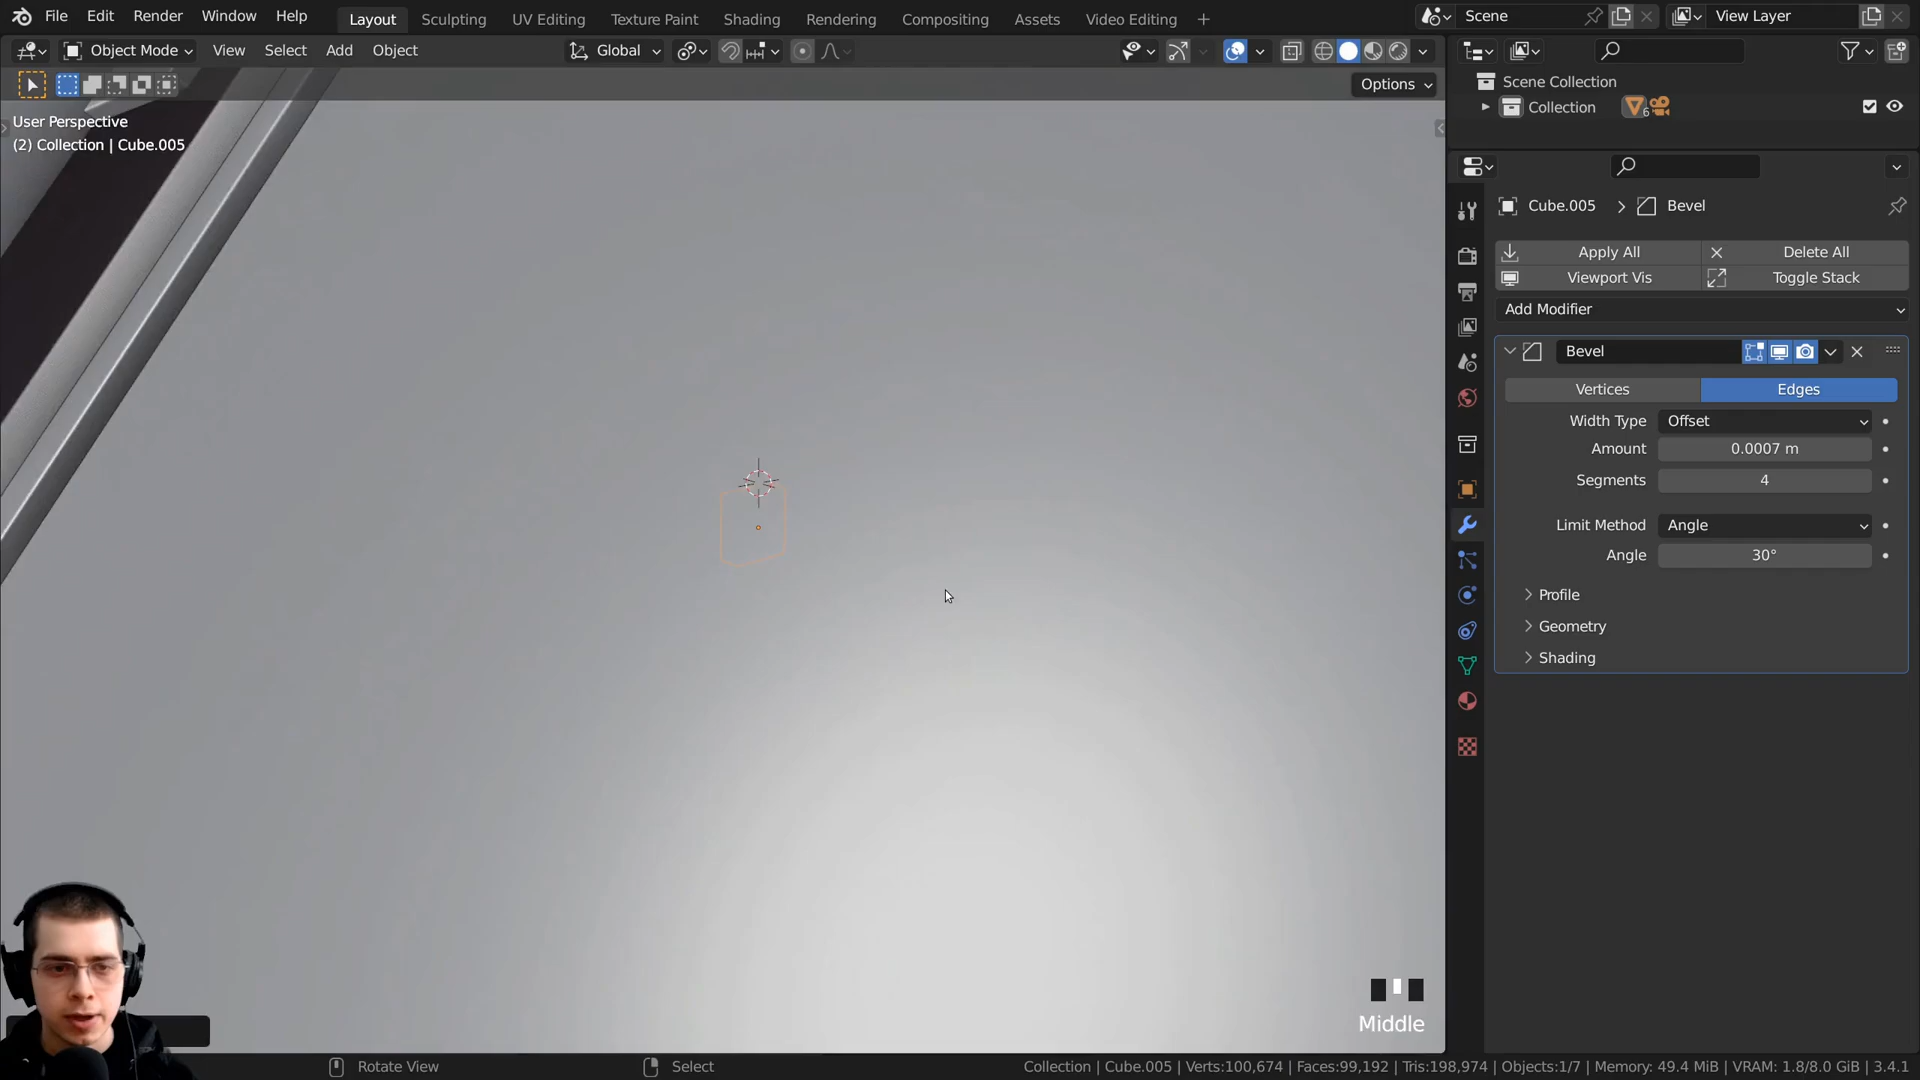 File Edit Render Window Help Layout Sculpting UV Editing Texture Paint Shading Rendering Compositing Assets Video Editing + Scene View Layer
Object Mode View Select Add Object Global
Options
User Perspective
(2) Collection | Cube.005
Scene Collection
Collection 6
Cube.005 > Bevel
Apply All Delete All
Viewport Vis Toggle Stack
Add Modifier
Bevel
Vertices Edges
Width Type Offset
Amount 0.0007 m
Segments 4
Limit Method Angle
Angle 30°
Profile
Geometry
Shading
Middle
Rotate View Select Collection | Cube.005 | Verts:100,674 | Faces:99,192 | Tris:198,974 | Objects:1/7 | Memory: 49.4 MiB | VRAM: 1.8/8.0 GiB | 3.4.1